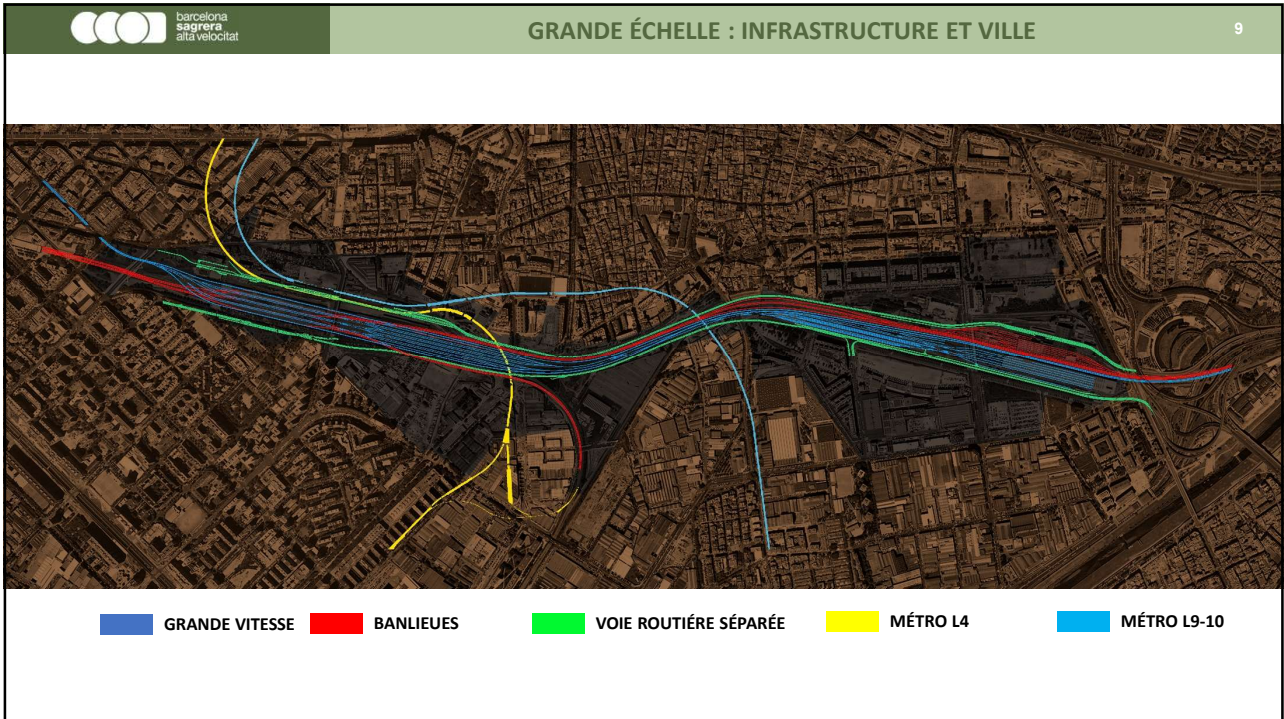 barcelona
sagrera
alta velocitat
GRANDE ÉCHELLE : INFRASTRUCTURE ET VILLE
9
GRANDE VITESSE
BANLIEUES
VOIE ROUTIÉRE SÉPARÉE
MÉTRO L4
MÉTRO L9-10